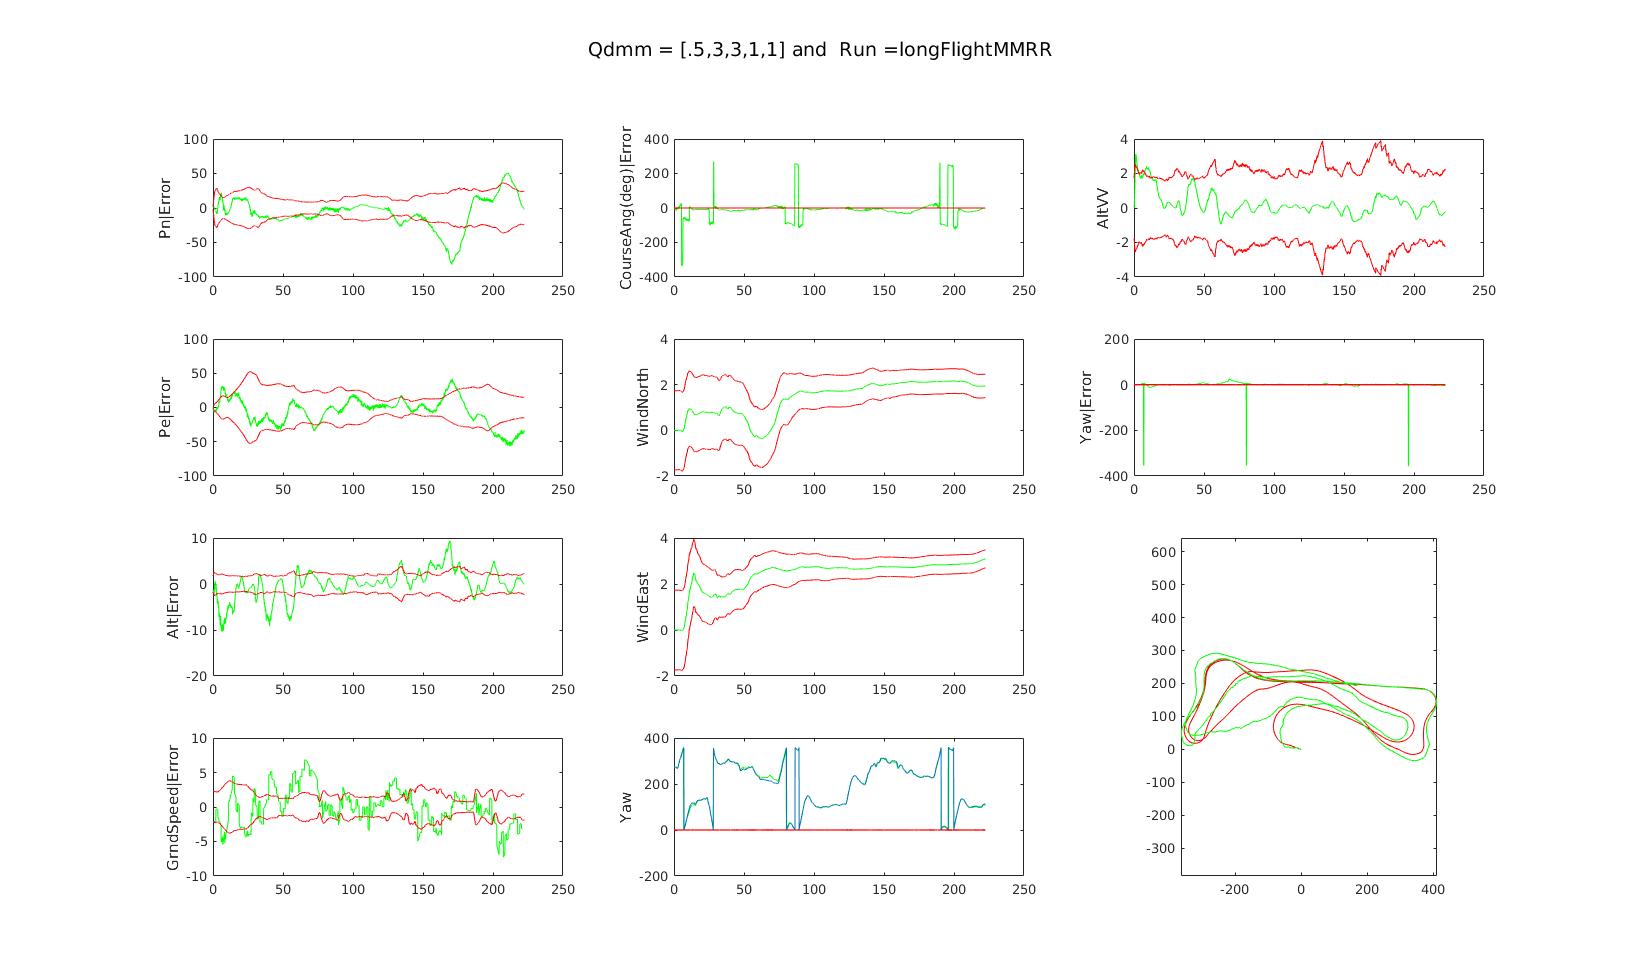 Qdmm = [.5,3,3,1,1] and  Run =longFlightMMRR
Pn|Error
100
50
0
-50
-100
0 50 100 150 200 250
CourseAng(deg)|Error
400
200
0
-200
-400
0 50 100 150 200 250
AltVV
4
2
0
-2
-4
0 50 100 150 200 250
Pe|Error
100
50
0
-50
-100
0 50 100 150 200 250
WindNorth
4
2
0
-2
0 50 100 150 200 250
Yaw|Error
200
0
-200
-400
0 50 100 150 200 250
Alt|Error
10
0
-10
-20
0 50 100 150 200 250
WindEast
4
2
0
-2
0 50 100 150 200 250
600
500
400
300
200
100
0
-100
-200
-300
-200 0 200 400
GrndSpeed|Error
10
5
0
-5
-10
0 50 100 150 200 250
Yaw
400
200
0
-200
0 50 100 150 200 250